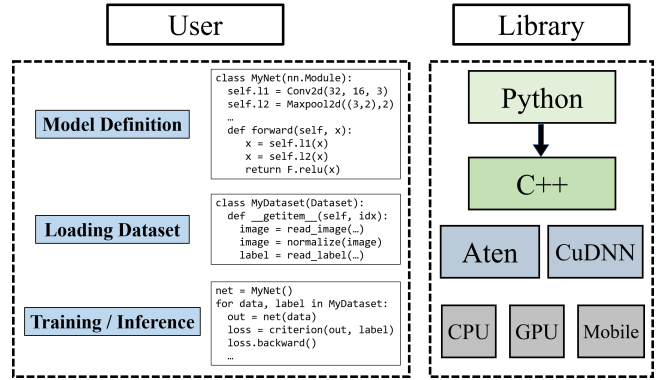 User
Model Definition
class MyNet(nn.Module):
self.l1 = Conv2d(32, 16, 3)
self.l2 = Maxpool2d((3,2),2)
…
def forward(self, x):
x = self.l1(x)
x = self.l2(x)
return F.relu(x)
Loading Dataset
class MyDataset(Dataset):
def __getitem__(self, idx):
image = read_image(…)
image = normalize(image)
label = read_label(…)
Training / Inference
net = MyNet()
for data, label in MyDataset:
out = net(data)
loss = criterion(out, label)
loss.backward()
…
Library
Python
C++
Aten
CuDNN
CPU
GPU
Mobile